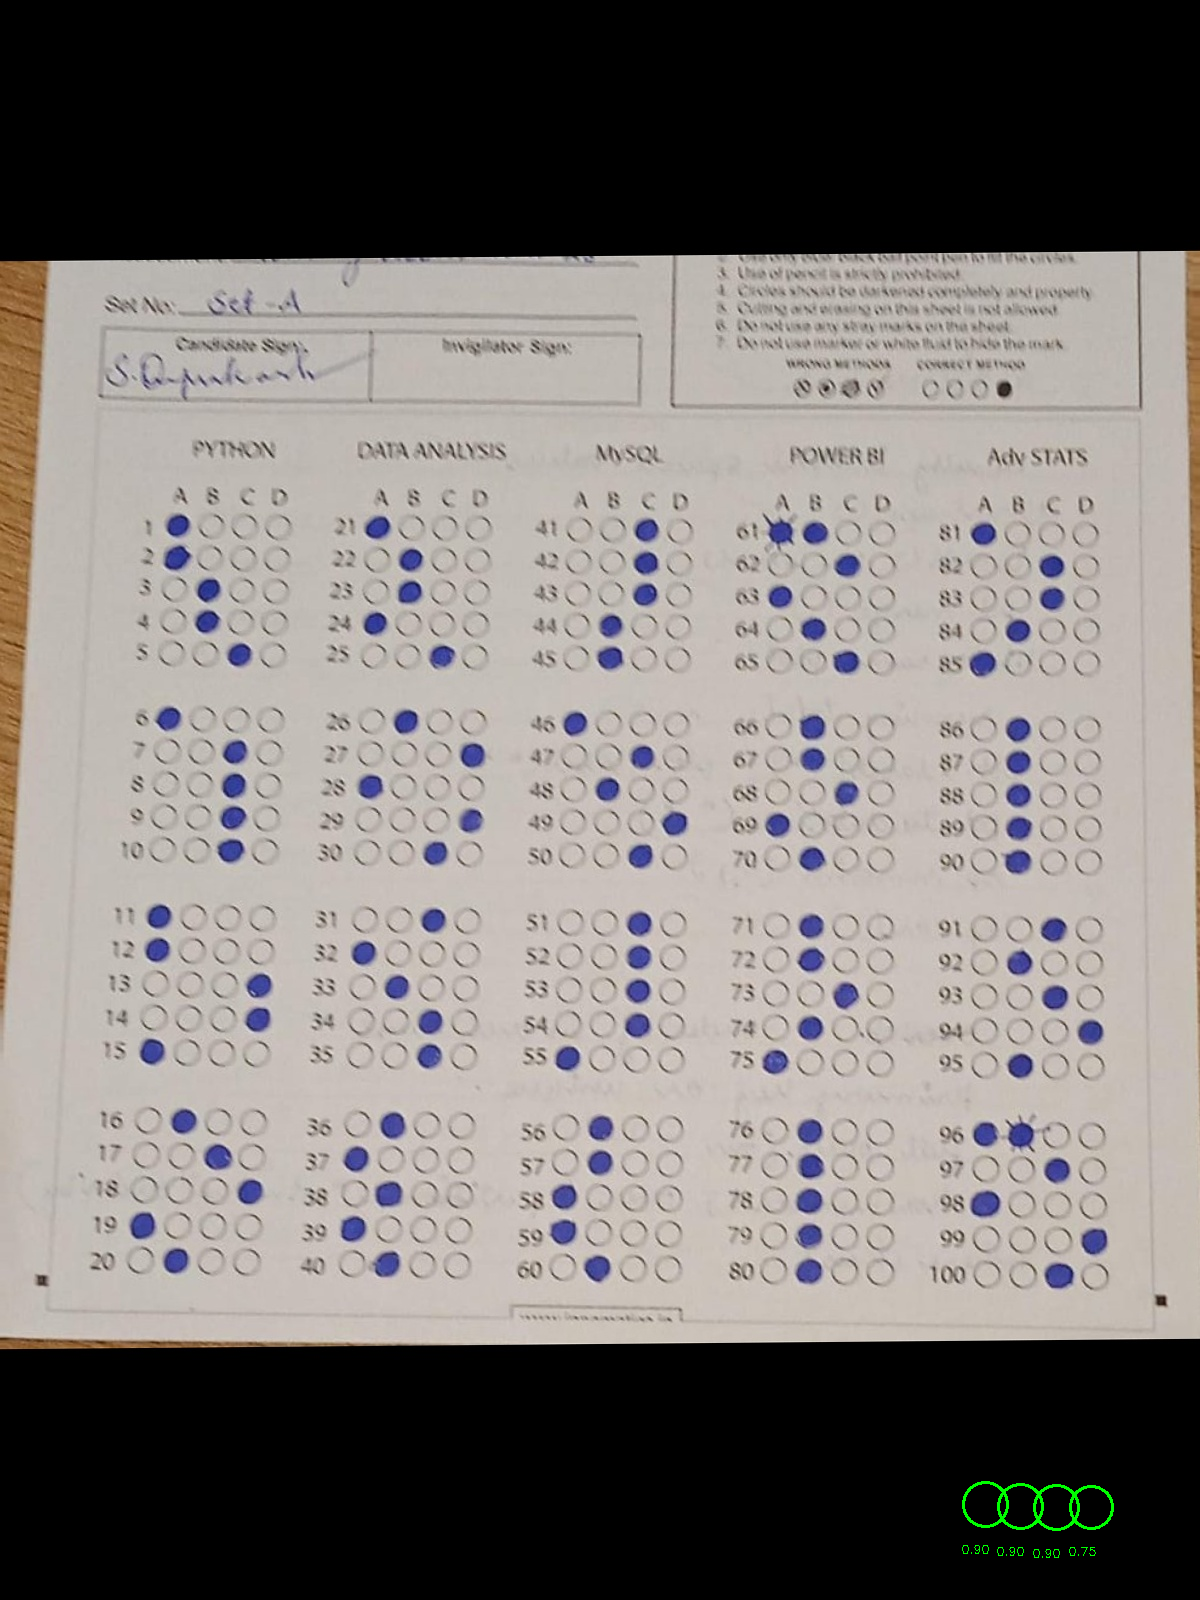 Set No: Set-A
Candidate Sign:
Invigilator Sign:
2. Use only blue/black ball point pen to fill the circles.
3. Use of pencil is strictly prohibited.
4. Circles should be darkened completely and properly.
5. Cutting and erasing on this sheet is not allowed.
6. Do not use any stray marks on the sheet.
7. Do not use marker or white fluid to hide the mark.
WRONG METHODS CORRECT METHOD
PYTHON DATA ANALYSIS MySQL POWER BI Adv STATS
A B C D A B C D A B C D A B C D A B C D
1 21 41 61 81
2 22 42 62 82
3 23 43 63 83
4 24 44 64 84
5 25 45 65 85
6 26 46 66 86
7 27 47 67 87
8 28 48 68 88
9 29 49 69 89
10 30 50 70 90
11 31 51 71 91
12 32 52 72 92
13 33 53 73 93
14 34 54 74 94
15 35 55 75 95
16 36 56 76 96
17 37 57 77 97
18 38 58 78 98
19 39 59 79 99
20 40 60 80 100
0.90 0.90 0.90 0.75